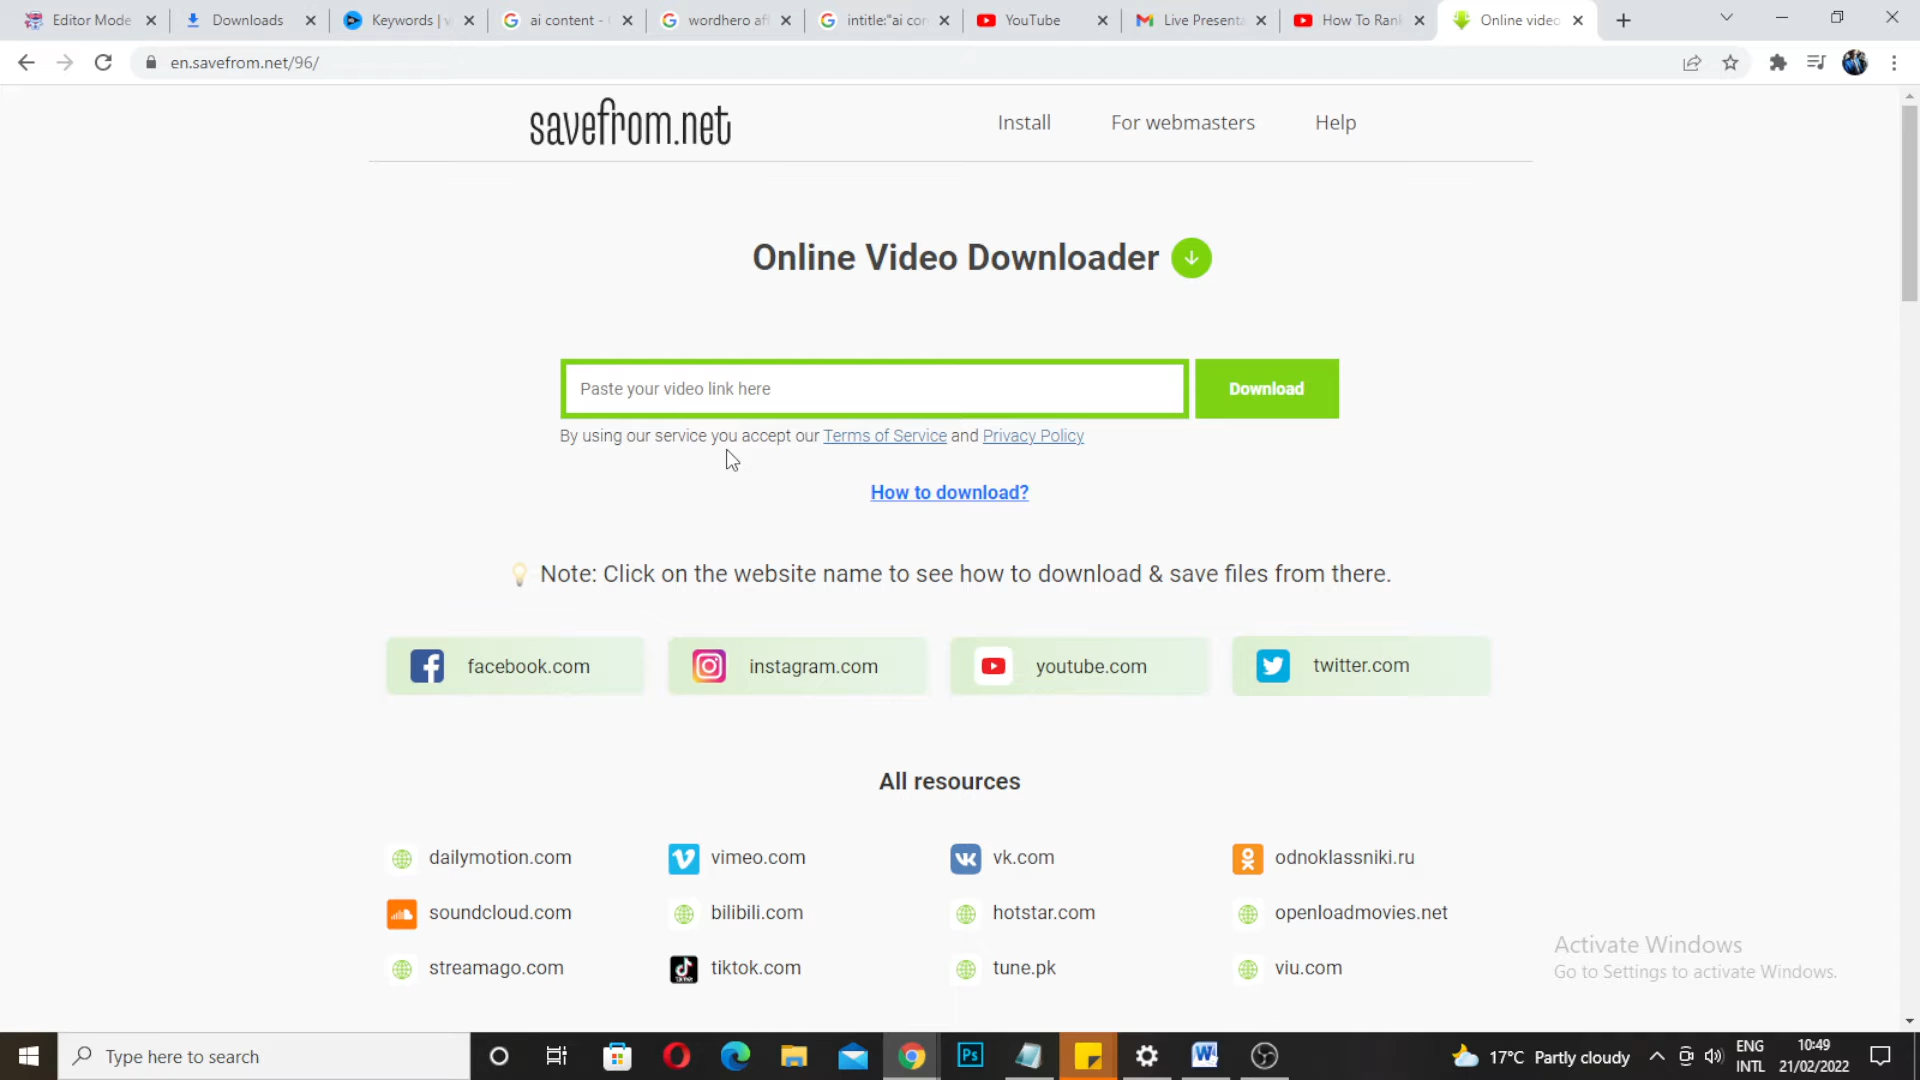 Editor Mode
Downloads
Keywords | v
ai content - G
wordhero aff
intitle:"ai con
YouTube
Live Presenta
How To Rank
Online video
en.savefrom.net/96/
savefrom.net
Install
For webmasters
Help
Online Video Downloader
Paste your video link here
Download
By using our service you accept our Terms of Service and Privacy Policy
How to download?
Note: Click on the website name to see how to download & save files from there.
facebook.com
instagram.com
youtube.com
twitter.com
All resources
dailymotion.com
vimeo.com
vk.com
odnoklassniki.ru
soundcloud.com
bilibili.com
hotstar.com
openloadmovies.net
streamago.com
tiktok.com
tune.pk
viu.com
Activate Windows
Go to Settings to activate Windows.
Type here to search
Ps
17°C Partly cloudy
ENG
INTL
10:49
21/02/2022